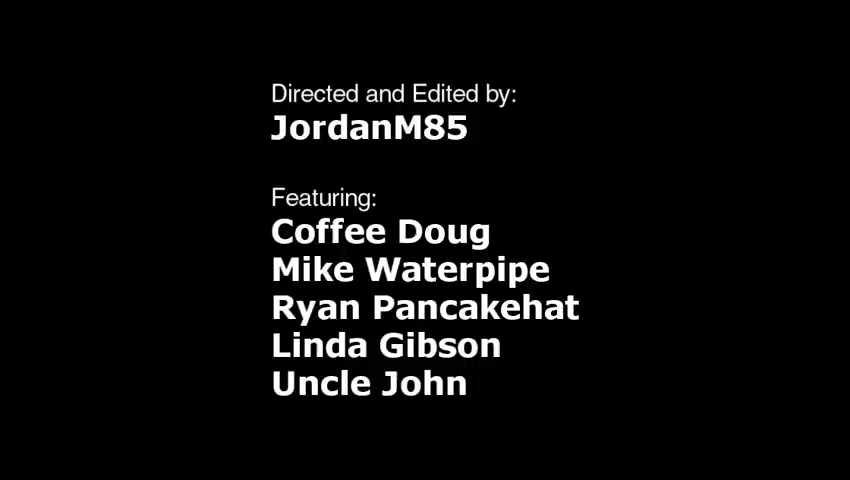 Directed and Edited by:
JordanM85
Featuring:
Coffee Doug
Mike Waterpipe
Ryan Pancakehat
Linda Gibson
Uncle John